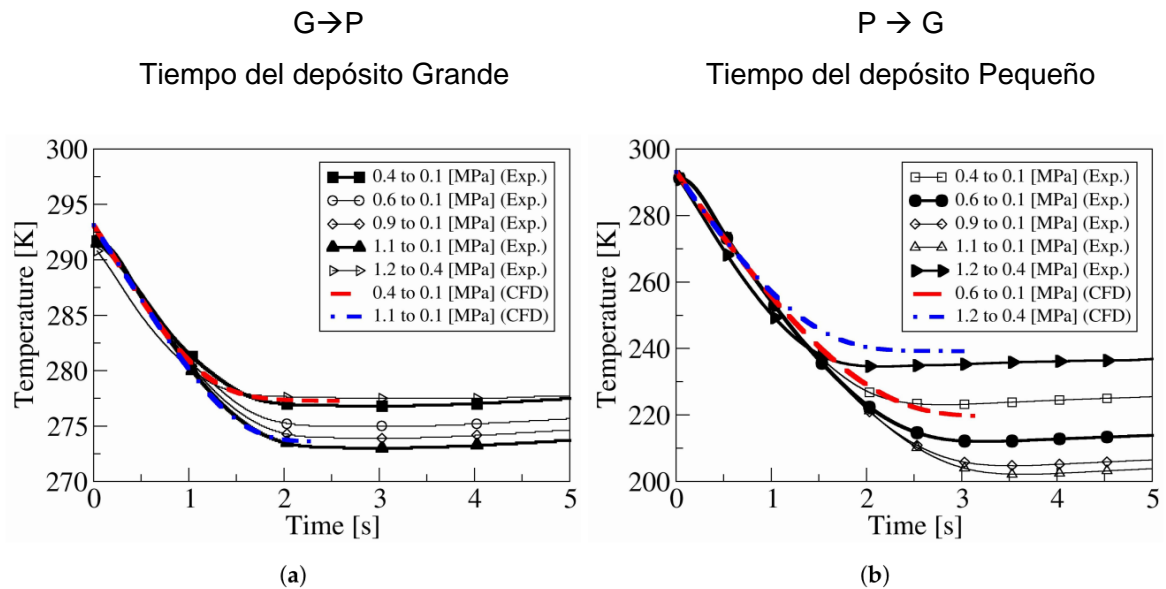 G→P
Tiempo del depósito Grande
P → G
Tiempo del depósito Pequeño
300
295
290
285
280
275
270
Temperature [K]
0.4 to 0.1 [MPa] (Exp.)
0.6 to 0.1 [MPa] (Exp.)
0.9 to 0.1 [MPa] (Exp.)
1.1 to 0.1 [MPa] (Exp.)
1.2 to 0.4 [MPa] (Exp.)
0.4 to 0.1 [MPa] (CFD)
1.1 to 0.1 [MPa] (CFD)
0 1 2 3 4 5
Time [s]
(a)
300
280
260
240
220
200
Temperature [K]
0.4 to 0.1 [MPa] (Exp.)
0.6 to 0.1 [MPa] (Exp.)
0.9 to 0.1 [MPa] (Exp.)
1.1 to 0.1 [MPa] (Exp.)
1.2 to 0.4 [MPa] (Exp.)
0.6 to 0.1 [MPa] (CFD)
1.2 to 0.4 [MPa] (CFD)
0 1 2 3 4 5
Time [s]
(b)